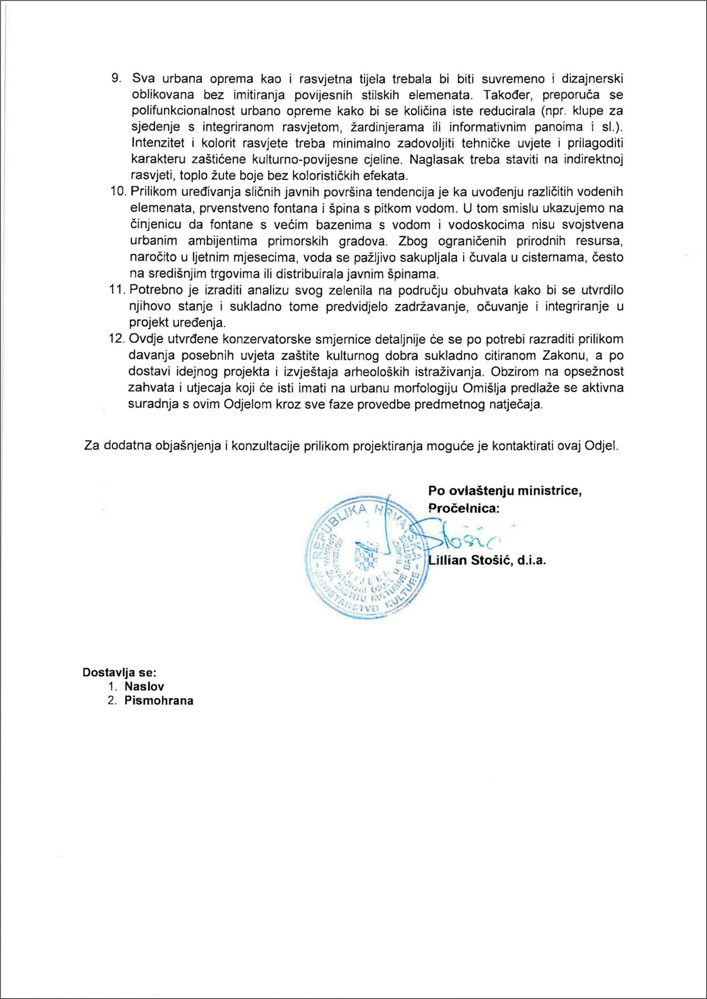 9. Sva urbana oprema kao i rasvjetna tijela trebala bi biti suvremeno i dizajnerski
oblikovana bez imitiranja povijesnih stilskih elemenata. Također, preporuča se
polifunkcionalnost urbano opreme kako bi se količina iste reducirala (npr. klupe za
sjedenje s integriranom rasvjetom, žardinjerama ili informativnim panoima i sl.).
Intenzitet i kolorit rasvjete treba minimalno zadovoljiti tehničke uvjete i prilagoditi
karakteru zaštićene kulturno-povijesne cjeline. Naglasak treba staviti na indirektnoj
rasvjeti, toplo žute boje bez kolorističkih efekata.
10. Prilikom uređivanja sličnih javnih površina tendencija je ka uvođenju različitih vodenih
elemenata, prvenstveno fontana i špina s pitkom vodom. U tom smislu ukazujemo na
činjenicu da fontane s većim bazenima s vodom i vodoskocima nisu svojstvena
urbanim ambijentima primorskih gradova. Zbog ograničenih prirodnih resursa,
naročito u ljetnim mjesecima, voda se pažljivo sakupljala i čuvala u cisternama, često
na središnjim trgovima ili distribuirala javnim špinama.
11. Potrebno je izraditi analizu svog zelenila na području obuhvata kako bi se utvrdilo
njihovo stanje i sukladno tome predvidjelo zadržavanje, očuvanje i integriranje u
projekt uređenja.
12. Ovdje utvrđene konzervatorske smjernice detaljnije će se po potrebi razraditi prilikom
davanja posebnih uvjeta zaštite kulturnog dobra sukladno citiranom Zakonu, a po
dostavi idejnog projekta i izvještaja arheoloških istraživanja. Obzirom na opsežnost
zahvata i utjecaja koji će isti imati na urbanu morfologiju Omišlja predlaže se aktivna
suradnja s ovim Odjelom kroz sve faze provedbe predmetnog natječaja.
Za dodatna objašnjenja i konzultacije prilikom projektiranja moguće je kontaktirati ovaj Odjel.
Po ovlaštenju ministrice,
Pročelnica:
Stošić
Lillian Stošić, d.i.a.
REPUBLIKA HRVATSKA
MINISTARSTVO KULTURE
UPRAVA ZA ZAŠTITU KULTURNE BAŠTINE
KONZERVATORSKI ODJEL U RIJECI
RIJEKA
Dostavlja se:
1. Naslov
2. Pismohrana